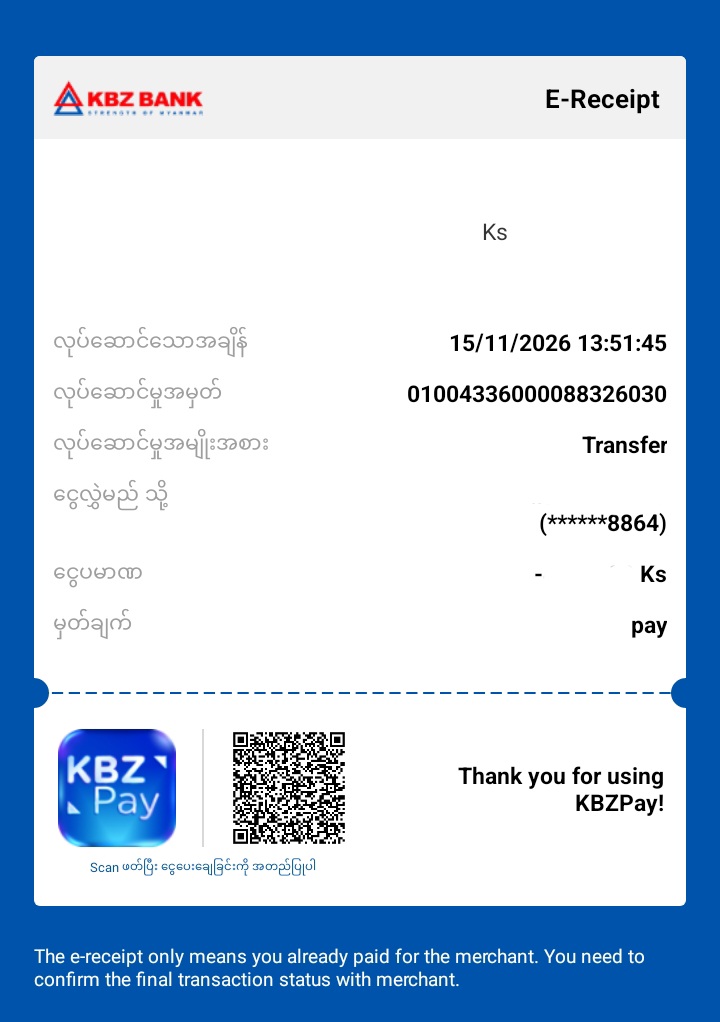 KBZ BANK
STRENGTH OF MYANMAR
E-Receipt
Ks
လုပ်ဆောင်သောအချိန် 15/11/2026 13:51:45
လုပ်ဆောင်မှုအမှတ် 01004336000088326030
လုပ်ဆောင်မှုအမျိုးအစား Transfer
ငွေလွှဲမည် သို့
(******8864)
ငွေပမာဏ - Ks
မှတ်ချက် pay
KBZ
Pay
Thank you for using
KBZPay!
Scan ဖတ်ပြီး ငွေပေးချေခြင်းကို အတည်ပြုပါ
The e-receipt only means you already paid for the merchant. You need to
confirm the final transaction status with merchant.